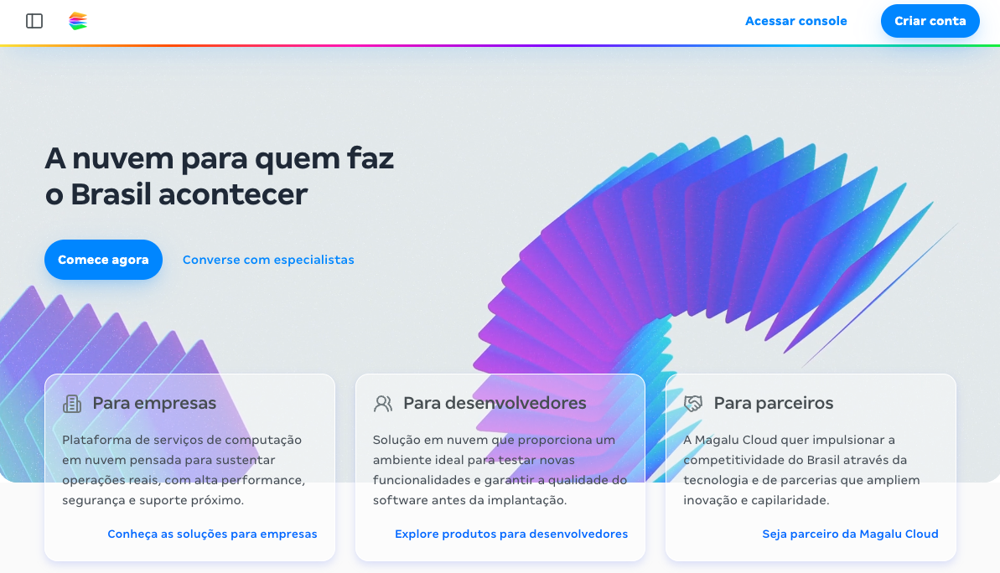 Acessar console
Criar conta
A nuvem para quem faz
o Brasil acontecer
Comece agora
Converse com especialistas
Para empresas
Plataforma de serviços de computação
em nuvem pensada para sustentar
operações reais, com alta performance,
segurança e suporte próximo.
Conheça as soluções para empresas
Para desenvolvedores
Solução em nuvem que proporciona um
ambiente ideal para testar novas
funcionalidades e garantir a qualidade do
software antes da implantação.
Explore produtos para desenvolvedores
Para parceiros
A Magalu Cloud quer impulsionar a
competitividade do Brasil através da
tecnologia e de parcerias que ampliem
inovação e capilaridade.
Seja parceiro da Magalu Cloud